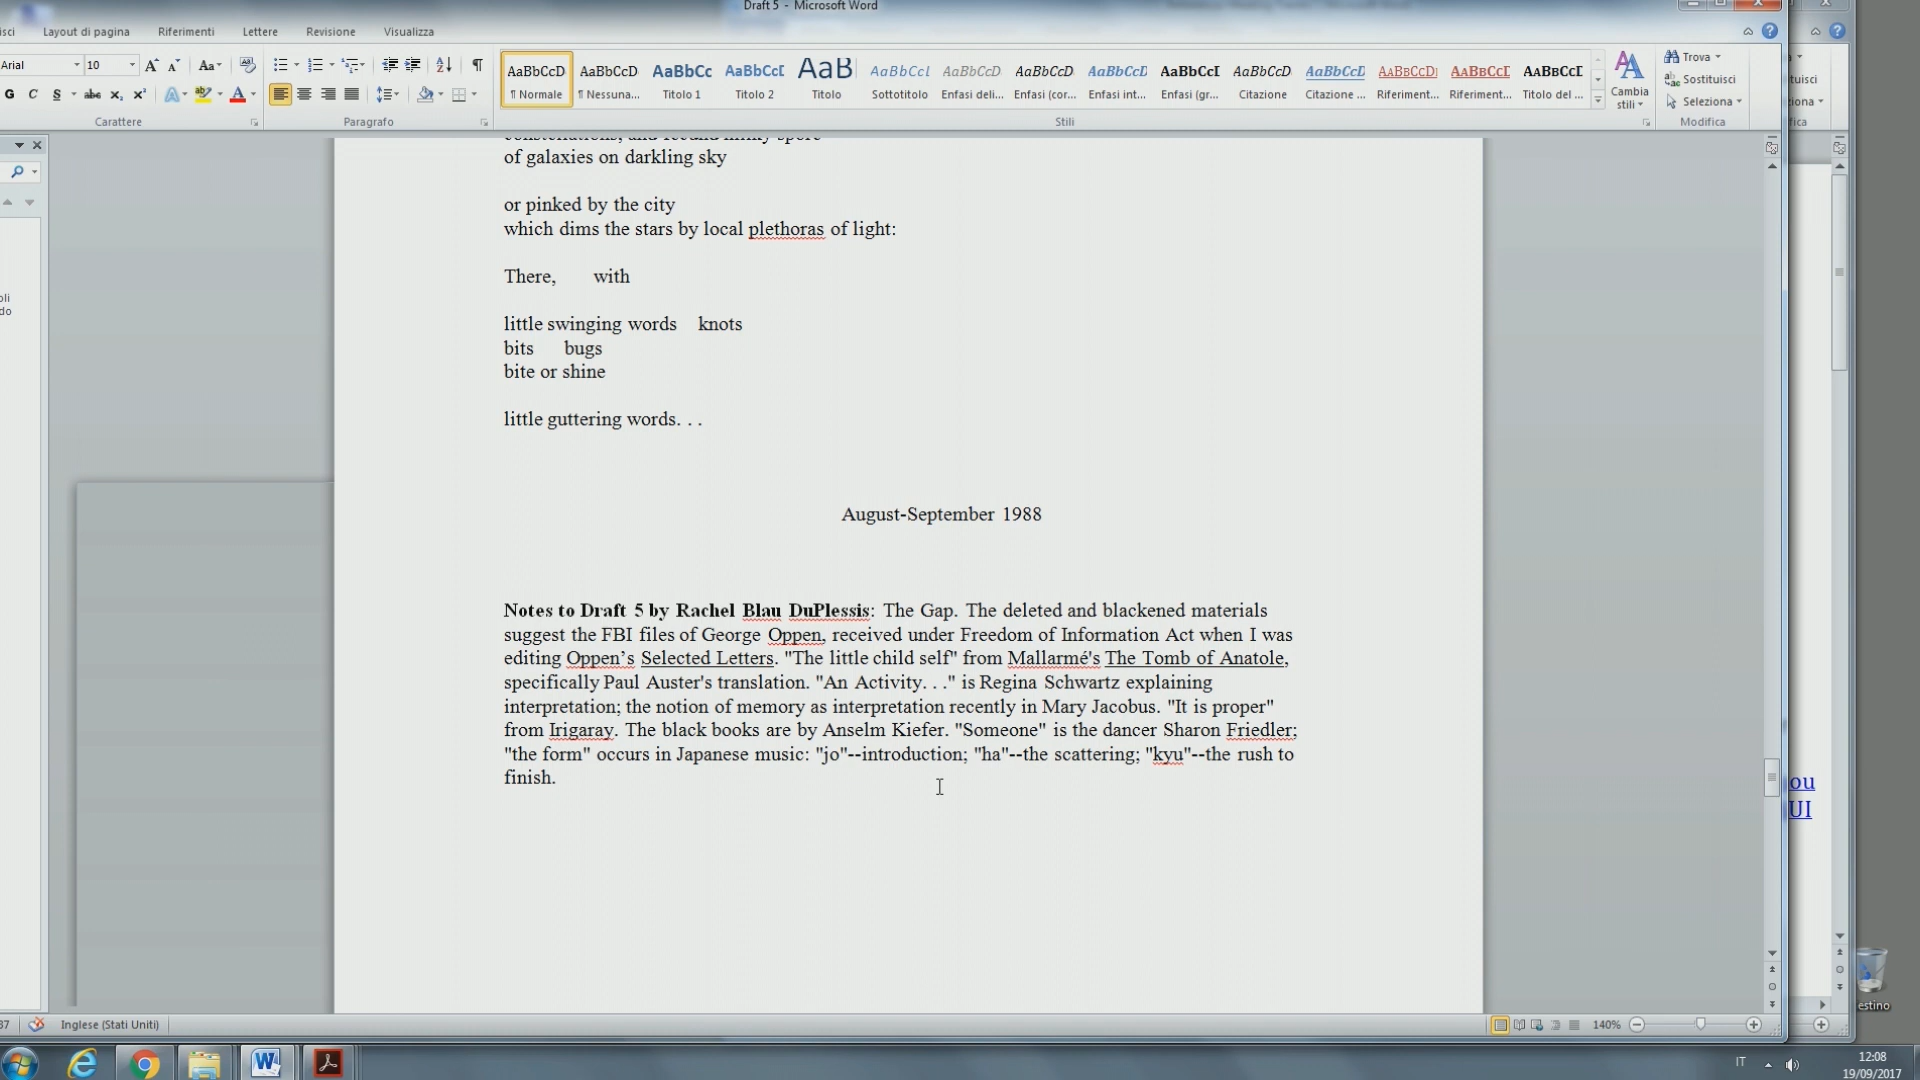 Draft 5 - Microsoft Word
Layout di pagina Riferimenti Lettere Revisione Visualizza
Arial 10 Aa
AaBbCcD AaBbCcD AaBbCc AaBbCcD AaB AaBbCcI AaBbCcD AaBbCcD AaBbCcD AaBbCcI AaBbCcD AaBbCcD AaBbCcD AaBbCcI AaBbCcI
Trova
Sostituisci
Seleziona
G C S abc x₂ x²
¶ Normale ¶ Nessuna... Titolo 1 Titolo 2 Titolo Sottotitolo Enfasi deli... Enfasi (cor... Enfasi int... Enfasi (gr... Citazione Citazione ... Riferiment... Riferiment... Titolo del ...
Cambia stili
Carattere Paragrafo Stili Modifica
of galaxies on darkling sky
or pinked by the city
which dims the stars by local plethoras of light:
There, with
little swinging words knots
bits bugs
bite or shine
little guttering words. . .
August-September 1988
Notes to Draft 5 by Rachel Blau DuPlessis: The Gap. The deleted and blackened materials
suggest the FBI files of George Oppen, received under Freedom of Information Act when I was
editing Oppen’s Selected Letters. "The little child self" from Mallarmé's The Tomb of Anatole,
specifically Paul Auster's translation. "An Activity. . ." is Regina Schwartz explaining
interpretation; the notion of memory as interpretation recently in Mary Jacobus. "It is proper"
from Irigaray. The black books are by Anselm Kiefer. "Someone" is the dancer Sharon Friedler;
"the form" occurs in Japanese music: "jo"--introduction; "ha"--the scattering; "kyu"--the rush to
finish.
ou
UI
estino
Inglese (Stati Uniti) 140%
IT
12:08
19/09/2017